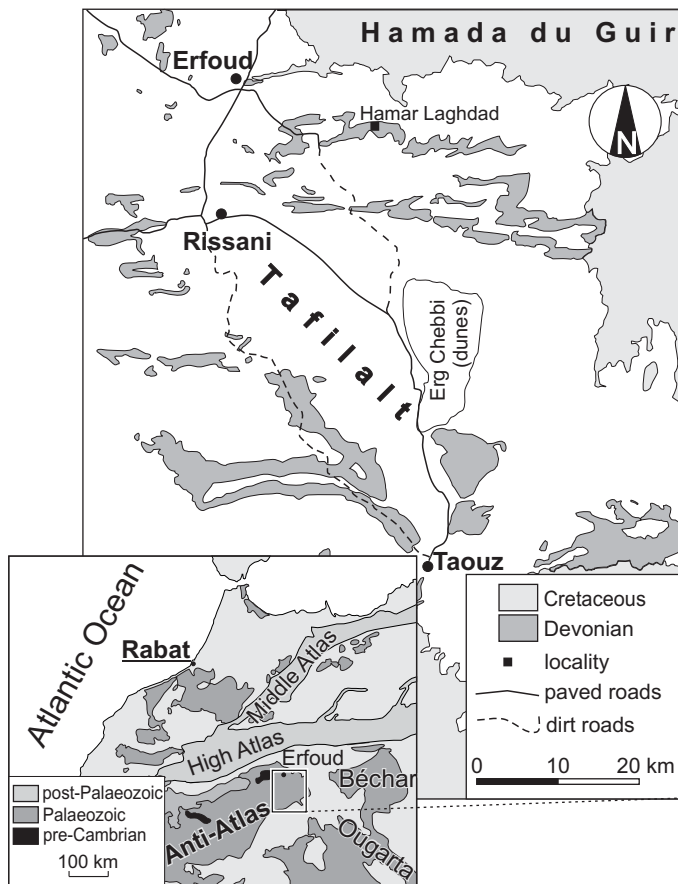 Hamada du Guir
Erfoud
Hamar Laghdad
N
Rissani
Tafilalt
Erg Chebbi
(dunes)
Taouz
Cretaceous
Devonian
locality
paved roads
dirt roads
0 10 20 km
Atlantic Ocean
Rabat
Middle Atlas
High Atlas
Erfoud
Béchar
Anti-Atlas
Ougarta
post-Palaeozoic
Palaeozoic
pre-Cambrian
100 km